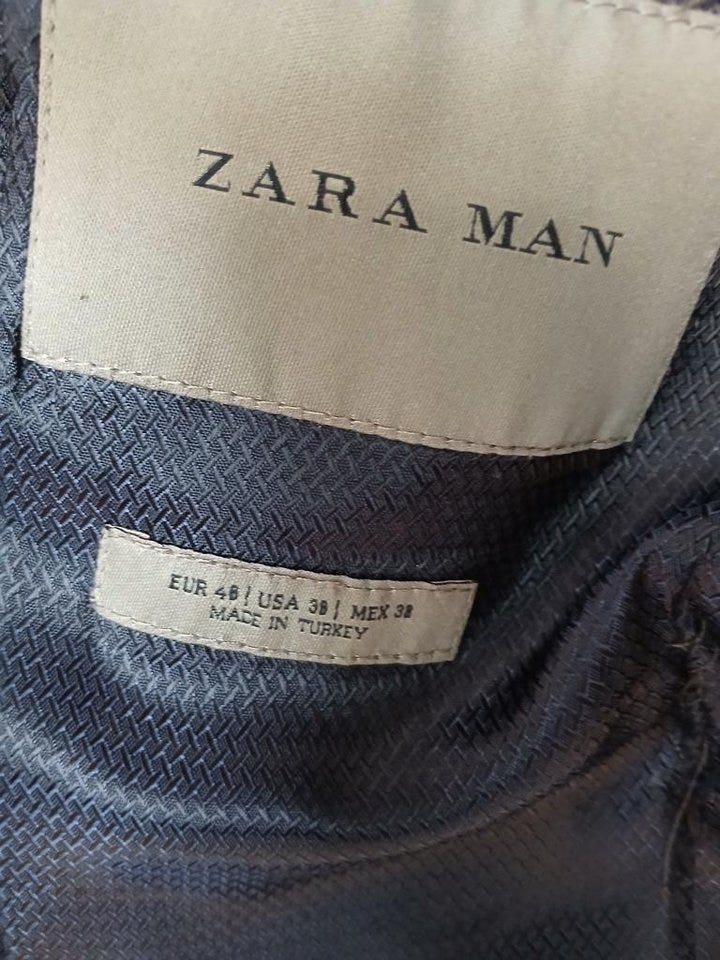 ZARA MAN
EUR 48 | USA 38 | MEX 38
MADE IN TURKEY